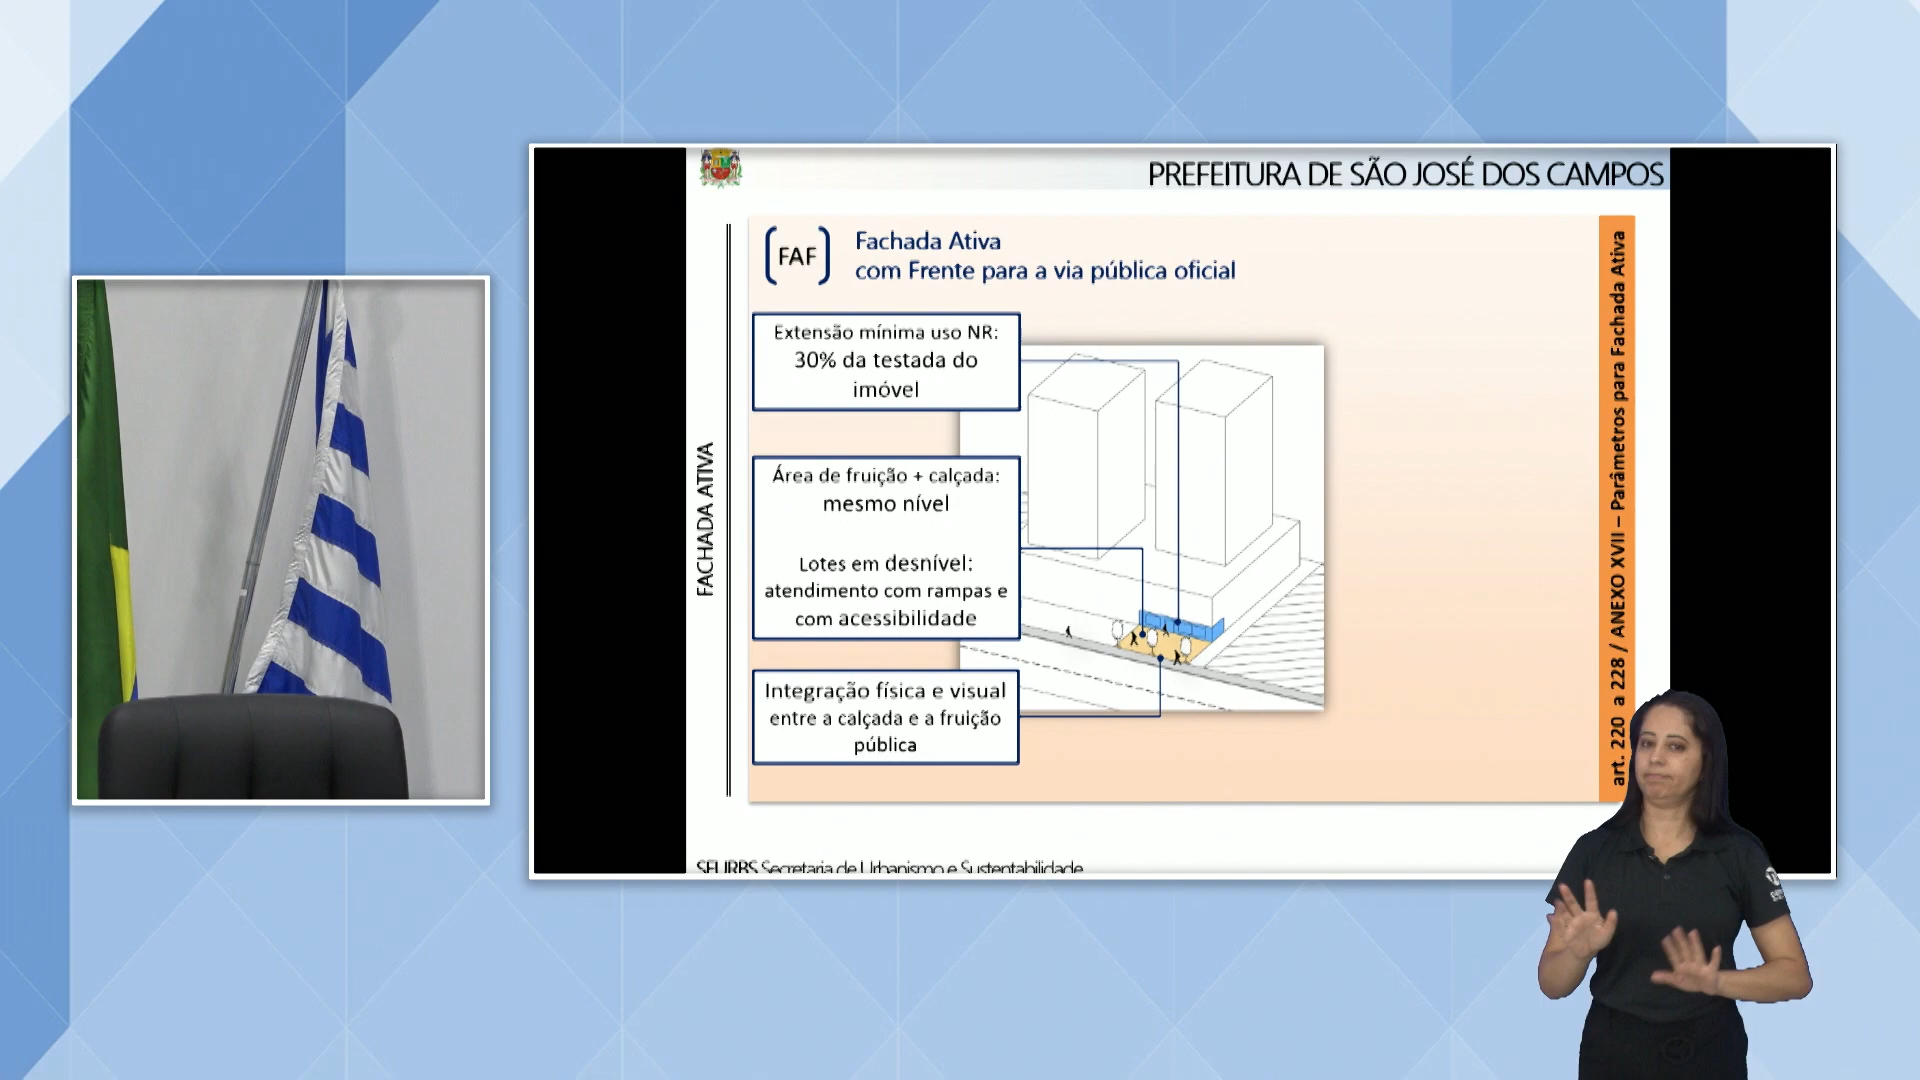 PREFEITURA DE SÃO JOSÉ DOS CAMPOS
FACHADA ATIVA
FAF
Fachada Ativa
com Frente para a via pública oficial
Extensão mínima uso NR:
30% da testada do
imóvel
Área de fruição + calçada:
mesmo nível
Lotes em desnível:
atendimento com rampas e
com acessibilidade
Integração física e visual
entre a calçada e a fruição
pública
art. 220 a 228 / ANEXO XVII – Parâmetros para Fachada Ativa
SEURBS Secretaria de Urbanismo e Sustentabilidade